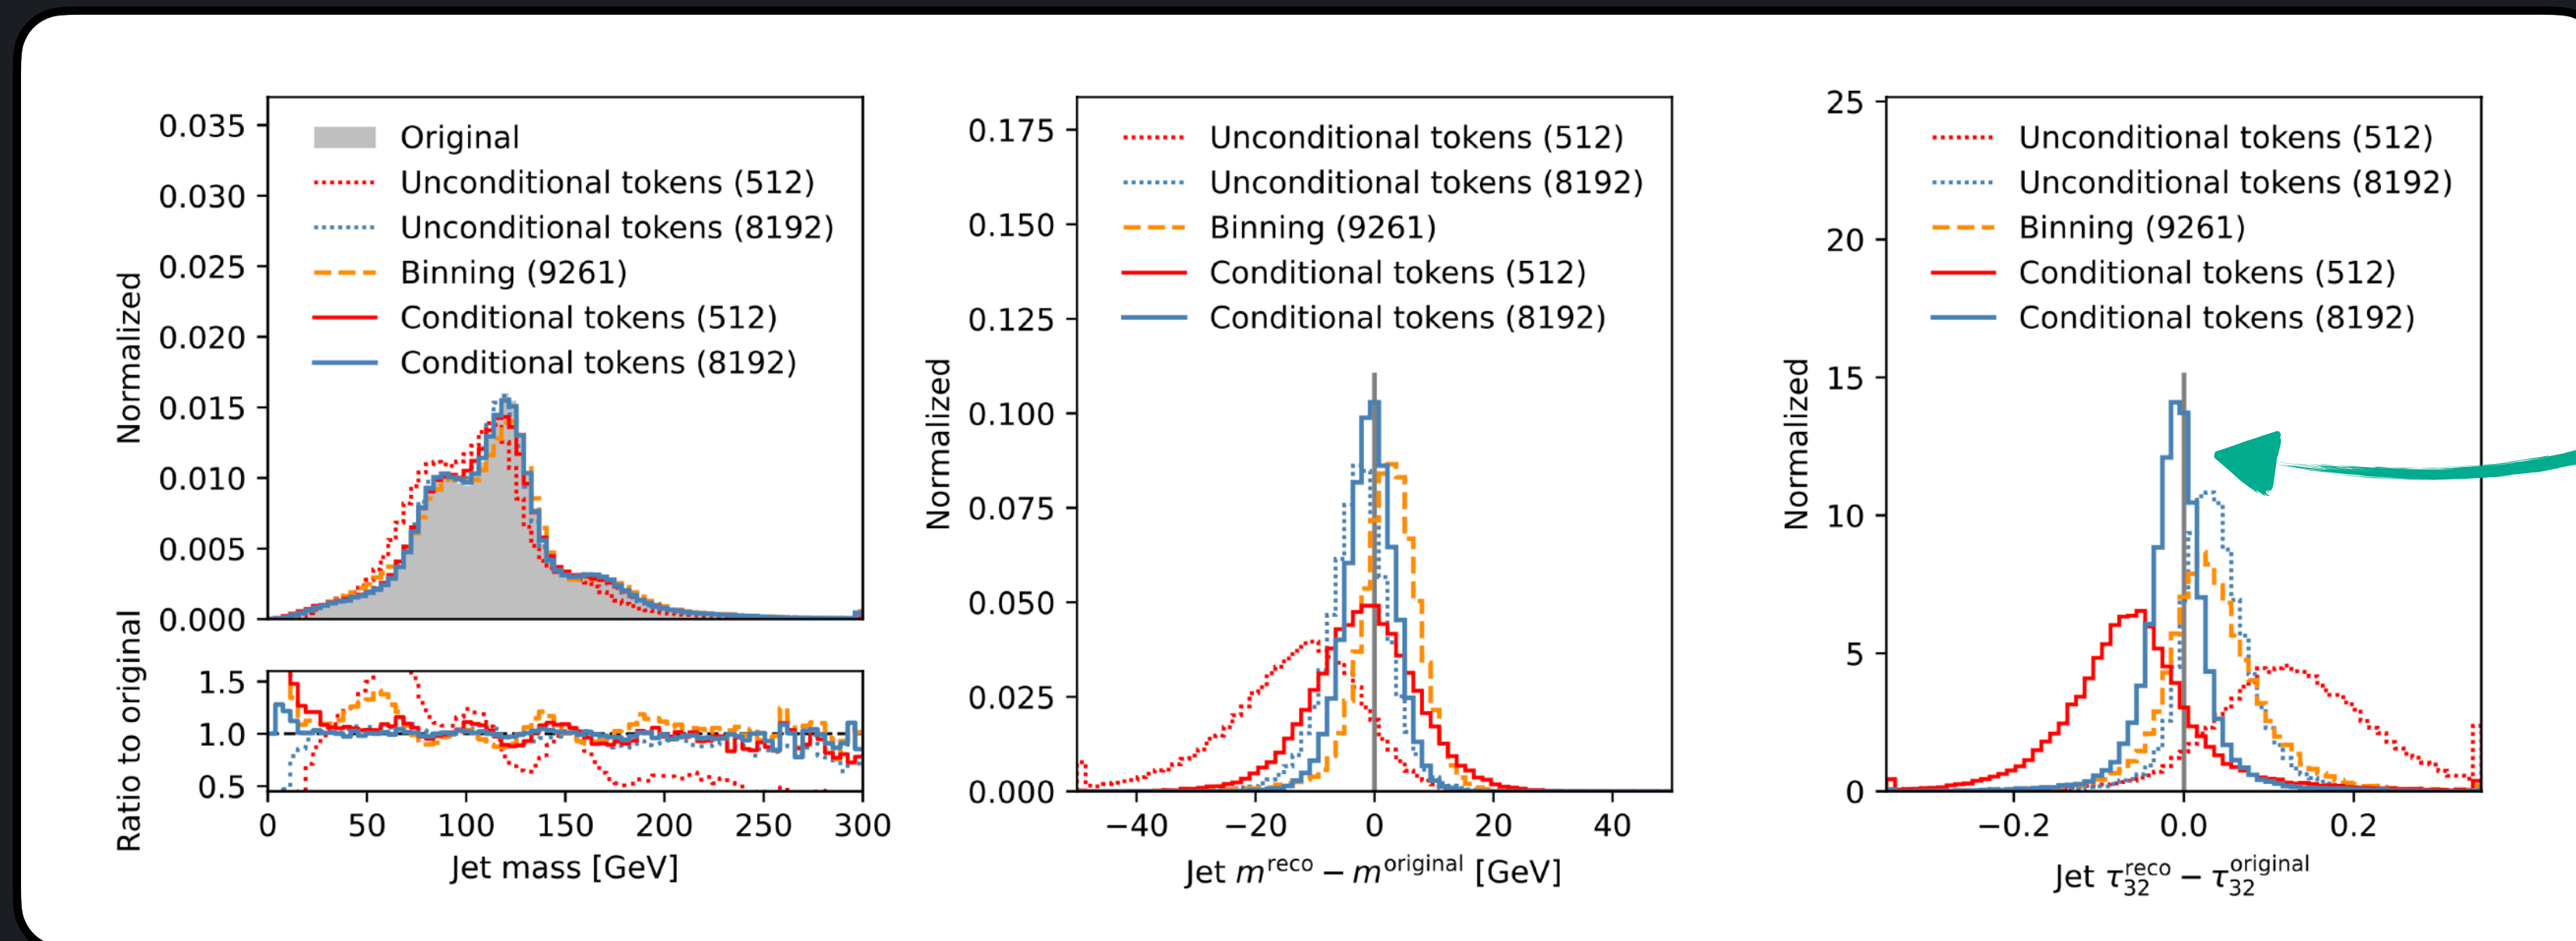 Normalized
0.035
0.030
0.025
0.020
0.015
0.010
0.005
0.000
Original
Unconditional tokens (512)
Unconditional tokens (8192)
Binning (9261)
Conditional tokens (512)
Conditional tokens (8192)
Ratio to original
1.5
1.0
0.5
0 50 100 150 200 250 300
Jet mass [GeV]
Normalized
0.175
0.150
0.125
0.100
0.075
0.050
0.025
0.000
Unconditional tokens (512)
Unconditional tokens (8192)
Binning (9261)
Conditional tokens (512)
Conditional tokens (8192)
−40 −20 0 20 40
Jet m^reco − m^original [GeV]
Normalized
25
20
15
10
5
0
Unconditional tokens (512)
Unconditional tokens (8192)
Binning (9261)
Conditional tokens (512)
Conditional tokens (8192)
−0.2 0.0 0.2
Jet τ_32^reco − τ_32^original